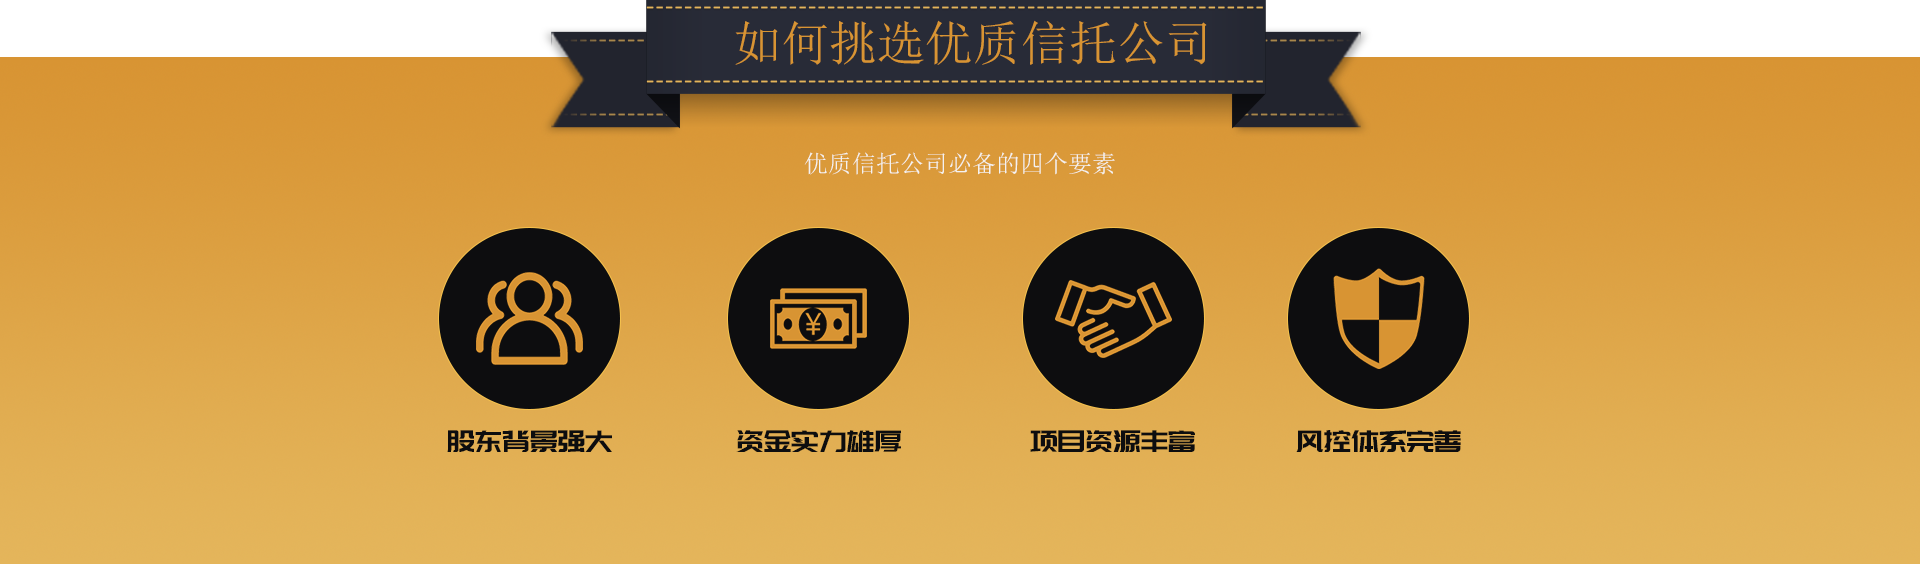 如何挑选优质信托公司
优质信托公司必备的四个要素
¥
股东背景强大
资金实力雄厚
项目资源丰富
风控体系完善